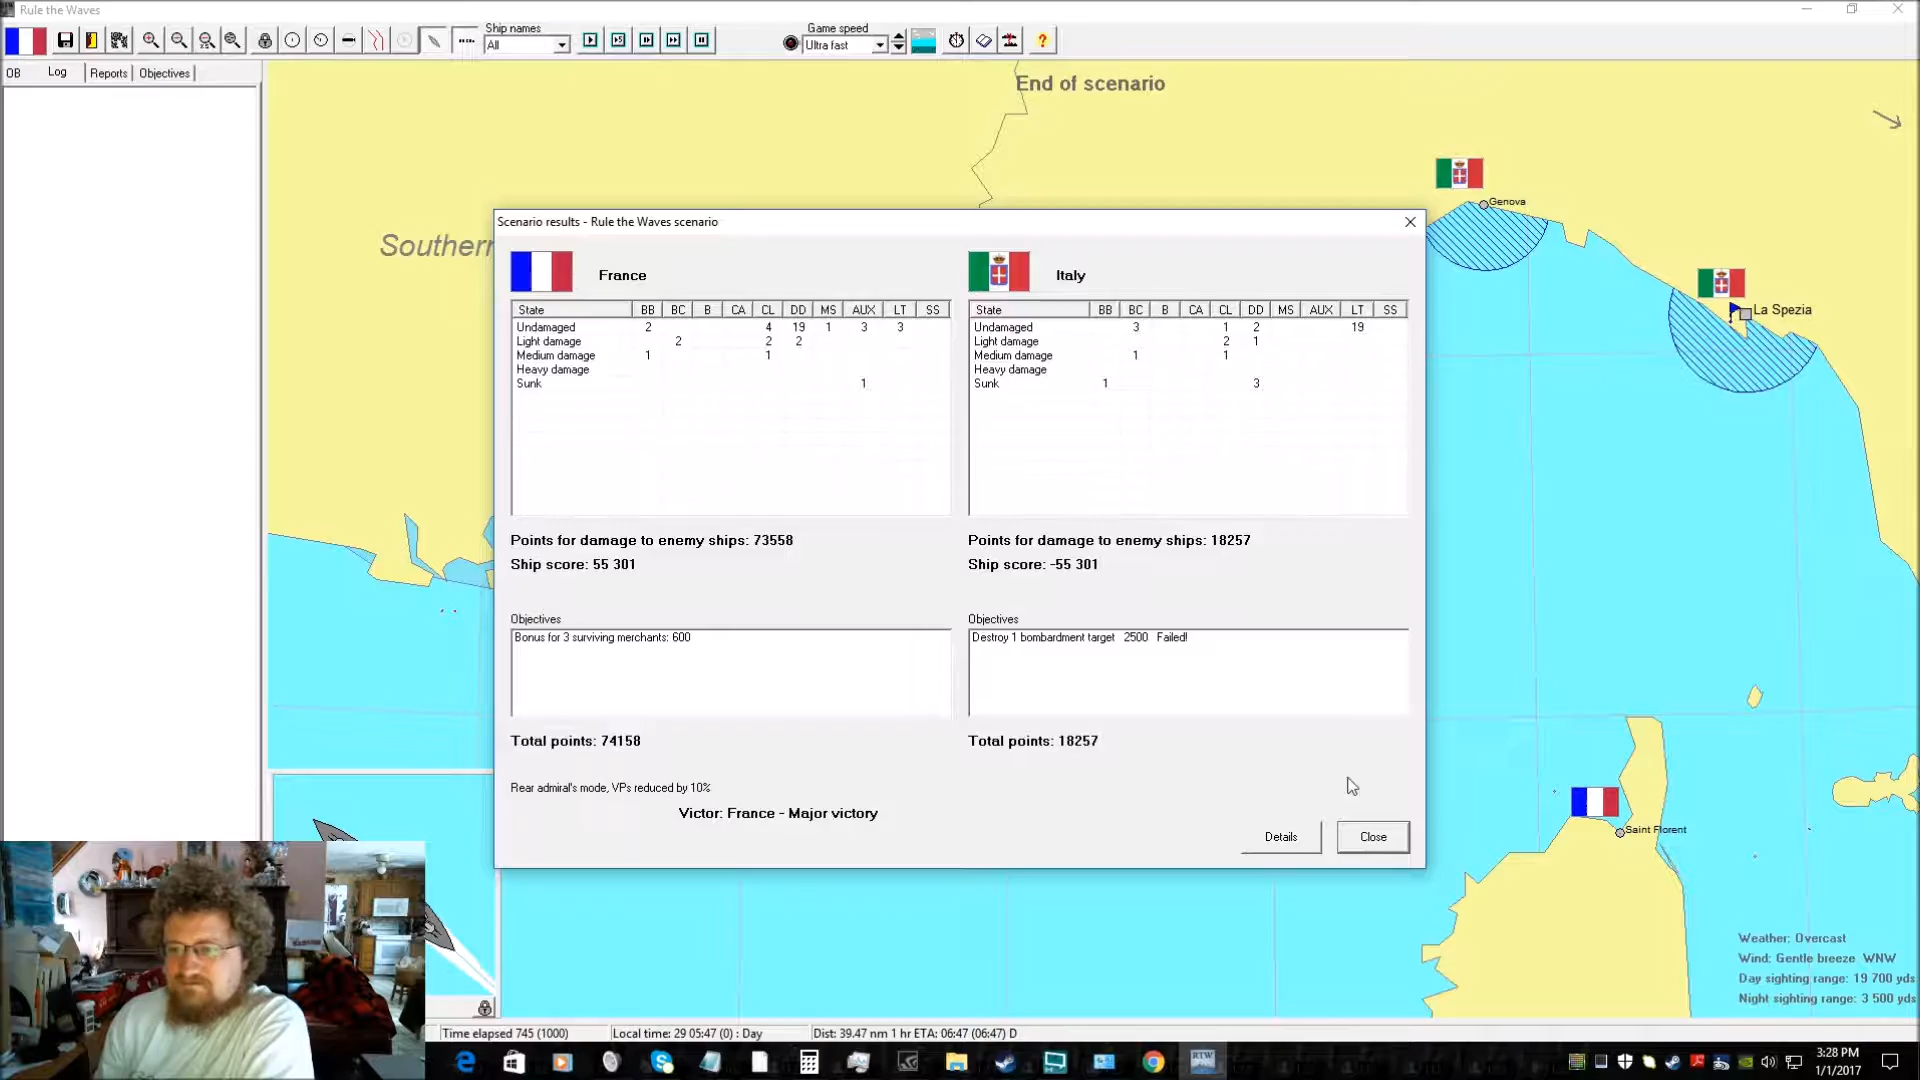 Rule the Waves
Ship names
All
Game speed
Ultra fast
?
OB Log Reports Objectives
End of scenario
Southern
Genova
La Spezia
Saint Florent
Scenario results - Rule the Waves scenario
France
State BB BC B CA CL DD MS AUX LT SS
Undamaged 2 4 19 1 3 3
Light damage 2 2 2
Medium damage 1 1
Heavy damage
Sunk 1
Points for damage to enemy ships: 73558
Ship score: 55 301
Objectives
Bonus for 3 surviving merchants: 600
Total points: 74158
Italy
State BB BC B CA CL DD MS AUX LT SS
Undamaged 3 1 2 19
Light damage 2 1
Medium damage 1 1
Heavy damage
Sunk 1 3
Points for damage to enemy ships: 18257
Ship score: -55 301
Objectives
Destroy 1 bombardment target 2500 Failed!
Total points: 18257
Rear admiral's mode, VPs reduced by 10%
Victor: France - Major victory
Details Close
Weather: Overcast
Wind: Gentle breeze WNW
Day sighting range: 19 700 yds
Night sighting range: 3 500 yds
Time elapsed 745 (1000) Local time: 29 05:47 (0) : Day Dist: 39.47 nm 1 hr ETA: 06:47 (06:47) D
RTW
3:28 PM
1/1/2017